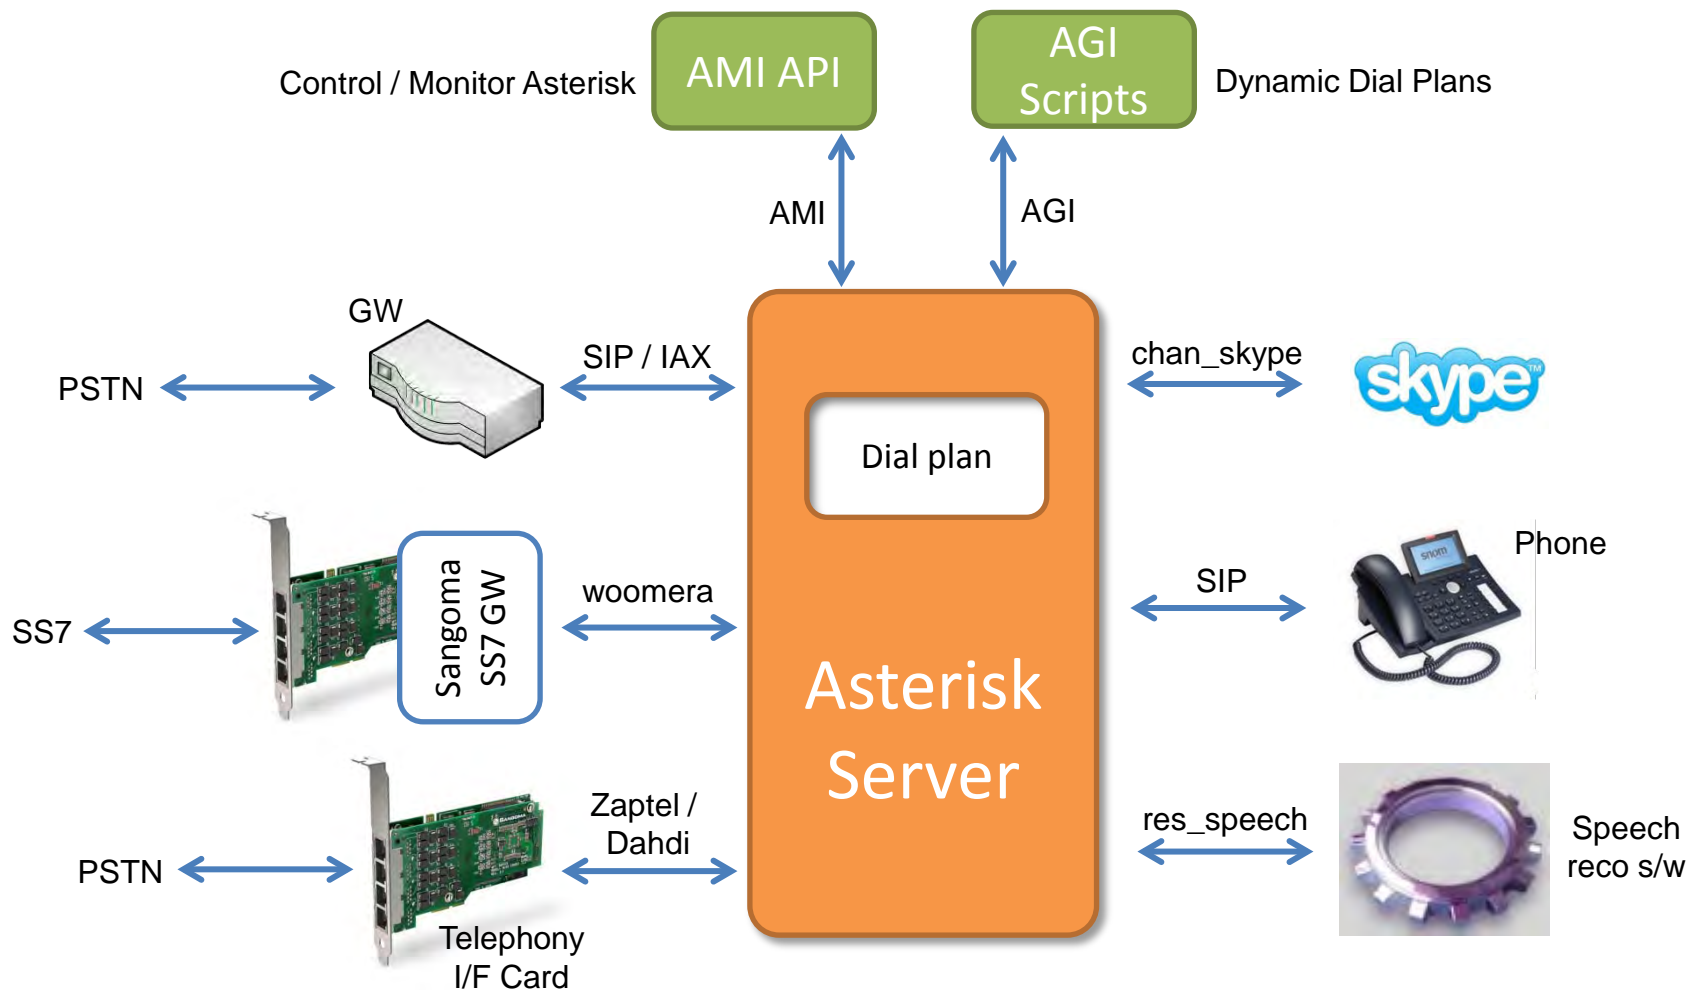 AMI API
AGI
Scripts
Control / Monitor Asterisk
Dynamic Dial Plans
AMI
AGI
GW
SIP / IAX
PSTN
chan_skype
skype
TM
Dial plan
Sangoma
SS7 GW
woomera
SS7
snom
Phone
SIP
Asterisk
Server
Zaptel /
Dahdi
SANGOMA
PSTN
Telephony
I/F Card
res_speech
Speech
reco s/w